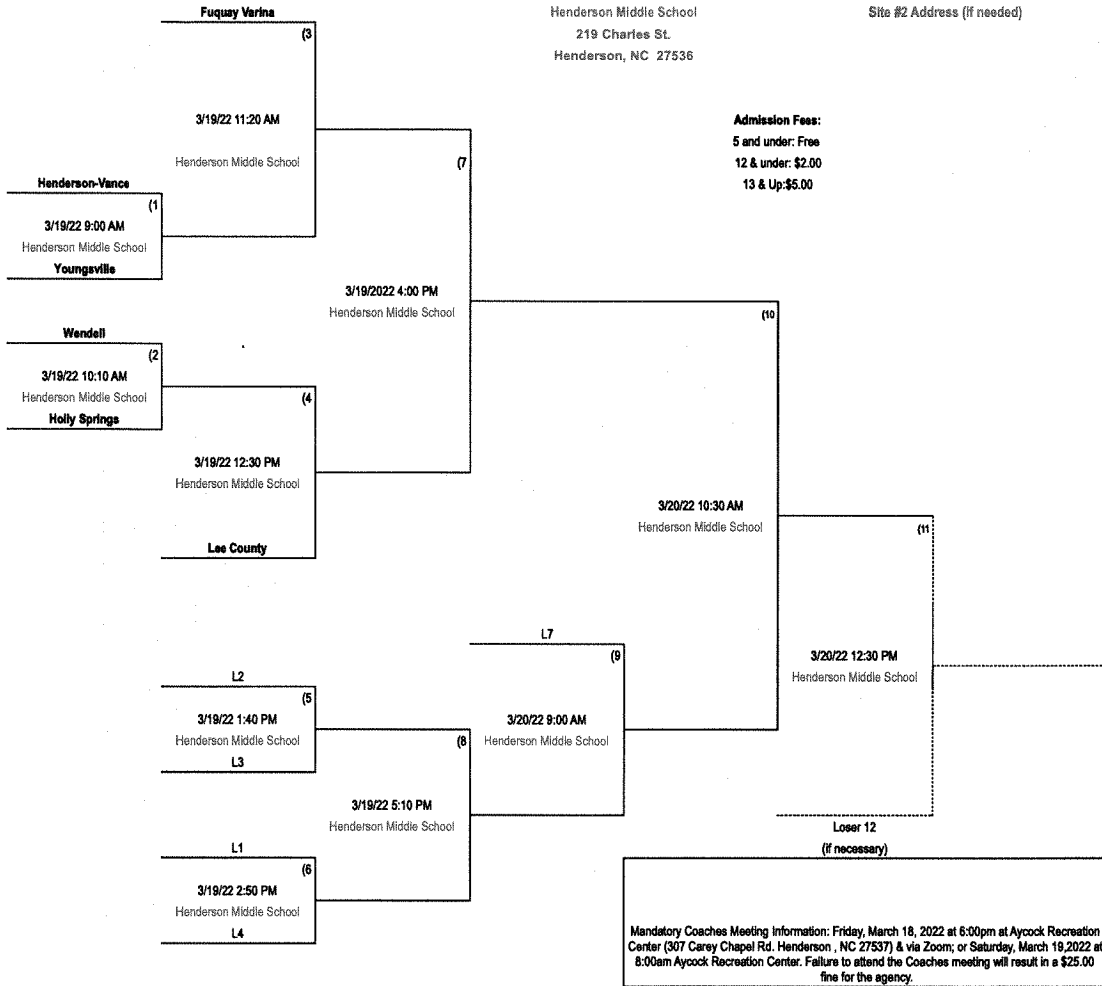 Fuquay Varina
(3
3/19/22 11:20 AM
Henderson Middle School
Henderson Middle School
219 Charles St.
Henderson, NC 27536
Site #2 Address (if needed)
Admission Fees:
5 and under: Free
12 & under: $2.00
13 & Up:$5.00
Henderson-Vance
(1
3/19/22 9:00 AM
Henderson Middle School
Youngsville
(7
3/19/2022 4:00 PM
Henderson Middle School
Wendell
(2
3/19/22 10:10 AM
Henderson Middle School
Holly Springs
(4
3/19/22 12:30 PM
Henderson Middle School
Lee County
(10
3/20/22 10:30 AM
Henderson Middle School
(11
3/20/22 12:30 PM
Henderson Middle School
Loser 12
(if necessary)
L7
(9
3/20/22 9:00 AM
Henderson Middle School
L2
(5
3/19/22 1:40 PM
Henderson Middle School
L3
(8
3/19/22 5:10 PM
Henderson Middle School
L1
(6
3/19/22 2:50 PM
Henderson Middle School
L4
Mandatory Coaches Meeting Information: Friday, March 18, 2022 at 6:00pm at Aycock Recreation
Center (307 Carey Chapel Rd. Henderson , NC 27537) & via Zoom; or Saturday, March 19,2022 at
8:00am Aycock Recreation Center. Failure to attend the Coaches meeting will result in a $25.00
fine for the agency.